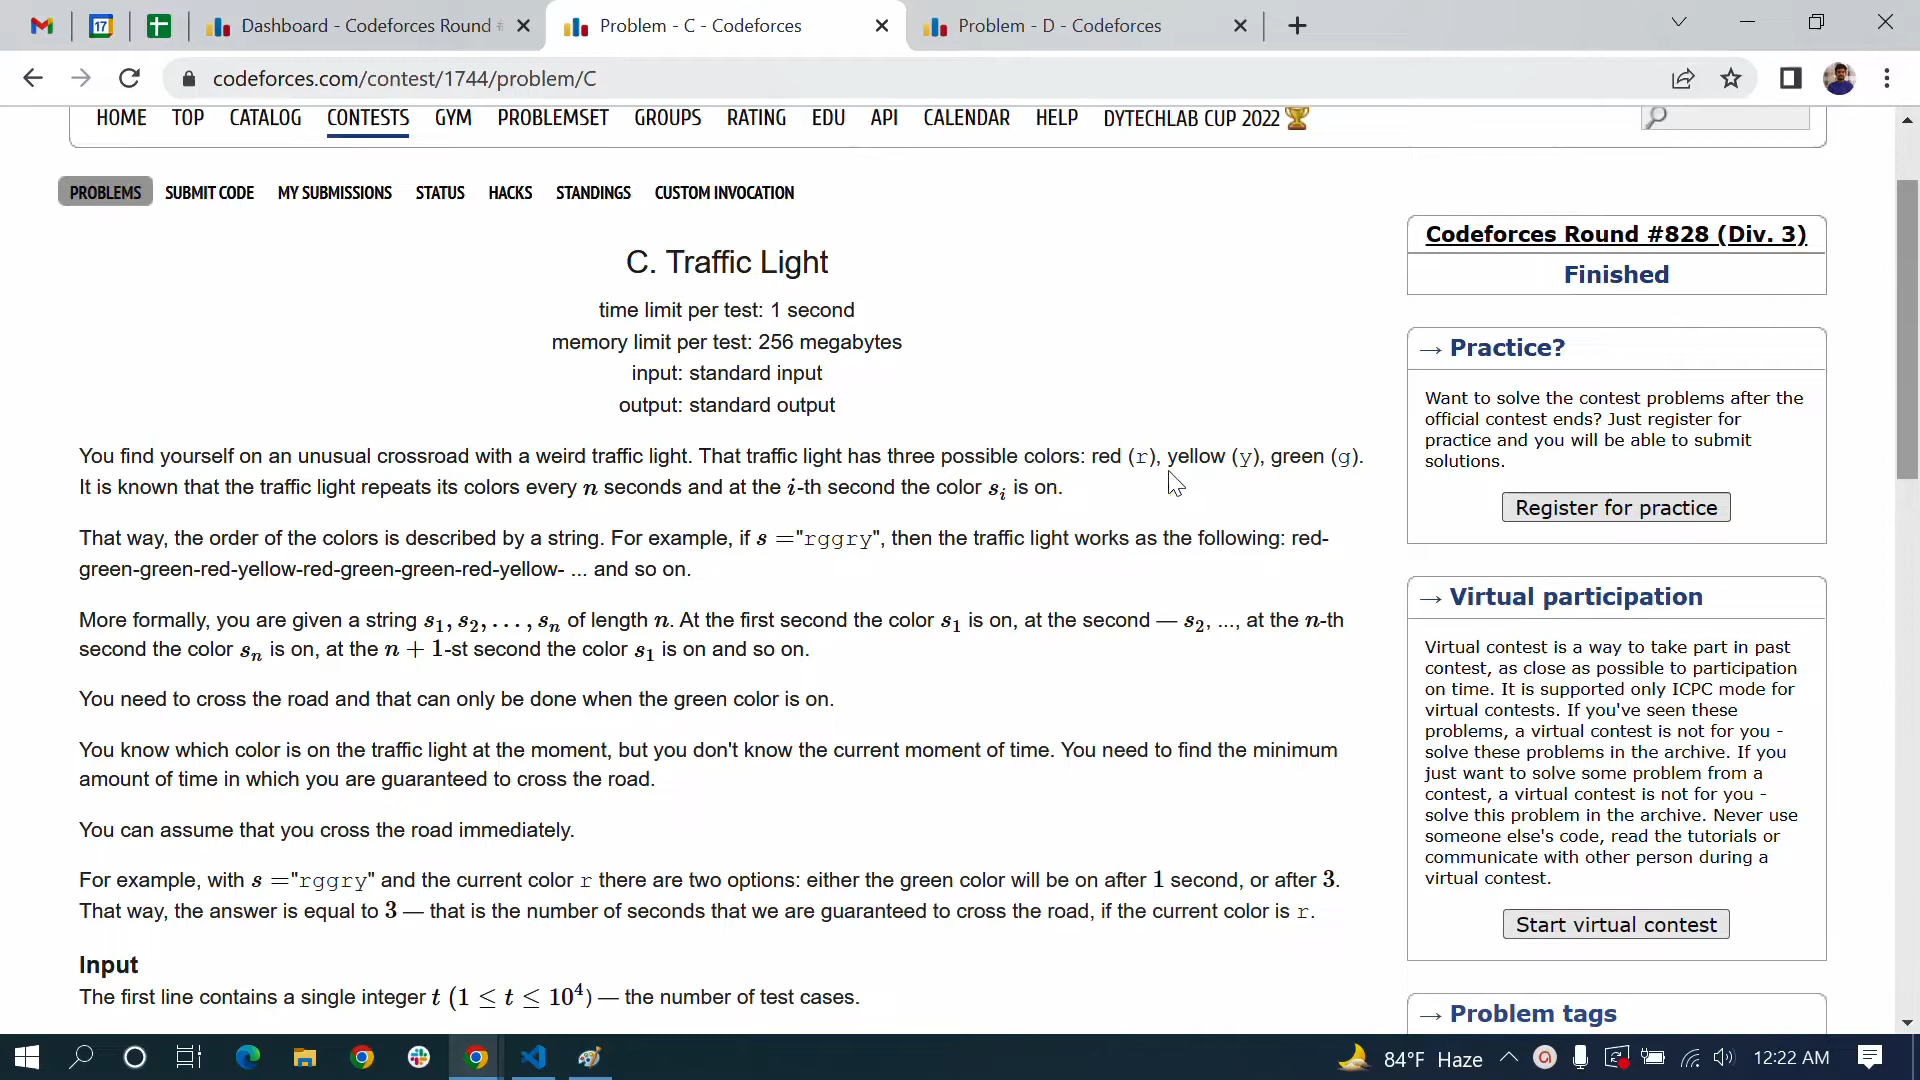 Dashboard - Codeforces Round #
Problem - C - Codeforces
Problem - D - Codeforces
codeforces.com/contest/1744/problem/C
HOME TOP CATALOG CONTESTS GYM PROBLEMSET GROUPS RATING EDU API CALENDAR HELP DYTECHLAB CUP 2022
PROBLEMS SUBMIT CODE MY SUBMISSIONS STATUS HACKS STANDINGS CUSTOM INVOCATION
C. Traffic Light
time limit per test: 1 second
memory limit per test: 256 megabytes
input: standard input
output: standard output
You find yourself on an unusual crossroad with a weird traffic light. That traffic light has three possible colors: red (r), yellow (y), green (g).
It is known that the traffic light repeats its colors every n seconds and at the i-th second the color s_i is on.
That way, the order of the colors is described by a string. For example, if s ="rggry", then the traffic light works as the following: red-
green-green-red-yellow-red-green-green-red-yellow- ... and so on.
More formally, you are given a string s_1, s_2, ..., s_n of length n. At the first second the color s_1 is on, at the second — s_2, ..., at the n-th
second the color s_n is on, at the n + 1-st second the color s_1 is on and so on.
You need to cross the road and that can only be done when the green color is on.
You know which color is on the traffic light at the moment, but you don't know the current moment of time. You need to find the minimum
amount of time in which you are guaranteed to cross the road.
You can assume that you cross the road immediately.
For example, with s ="rggry" and the current color r there are two options: either the green color will be on after 1 second, or after 3.
That way, the answer is equal to 3 — that is the number of seconds that we are guaranteed to cross the road, if the current color is r.
Input
The first line contains a single integer t (1 ≤ t ≤ 10^4) — the number of test cases.
Codeforces Round #828 (Div. 3)
Finished
→ Practice?
Want to solve the contest problems after the
official contest ends? Just register for
practice and you will be able to submit
solutions.
Register for practice
→ Virtual participation
Virtual contest is a way to take part in past
contest, as close as possible to participation
on time. It is supported only ICPC mode for
virtual contests. If you've seen these
problems, a virtual contest is not for you -
solve these problems in the archive. If you
just want to solve some problem from a
contest, a virtual contest is not for you -
solve this problem in the archive. Never use
someone else's code, read the tutorials or
communicate with other person during a
virtual contest.
Start virtual contest
→ Problem tags
84°F Haze
12:22 AM